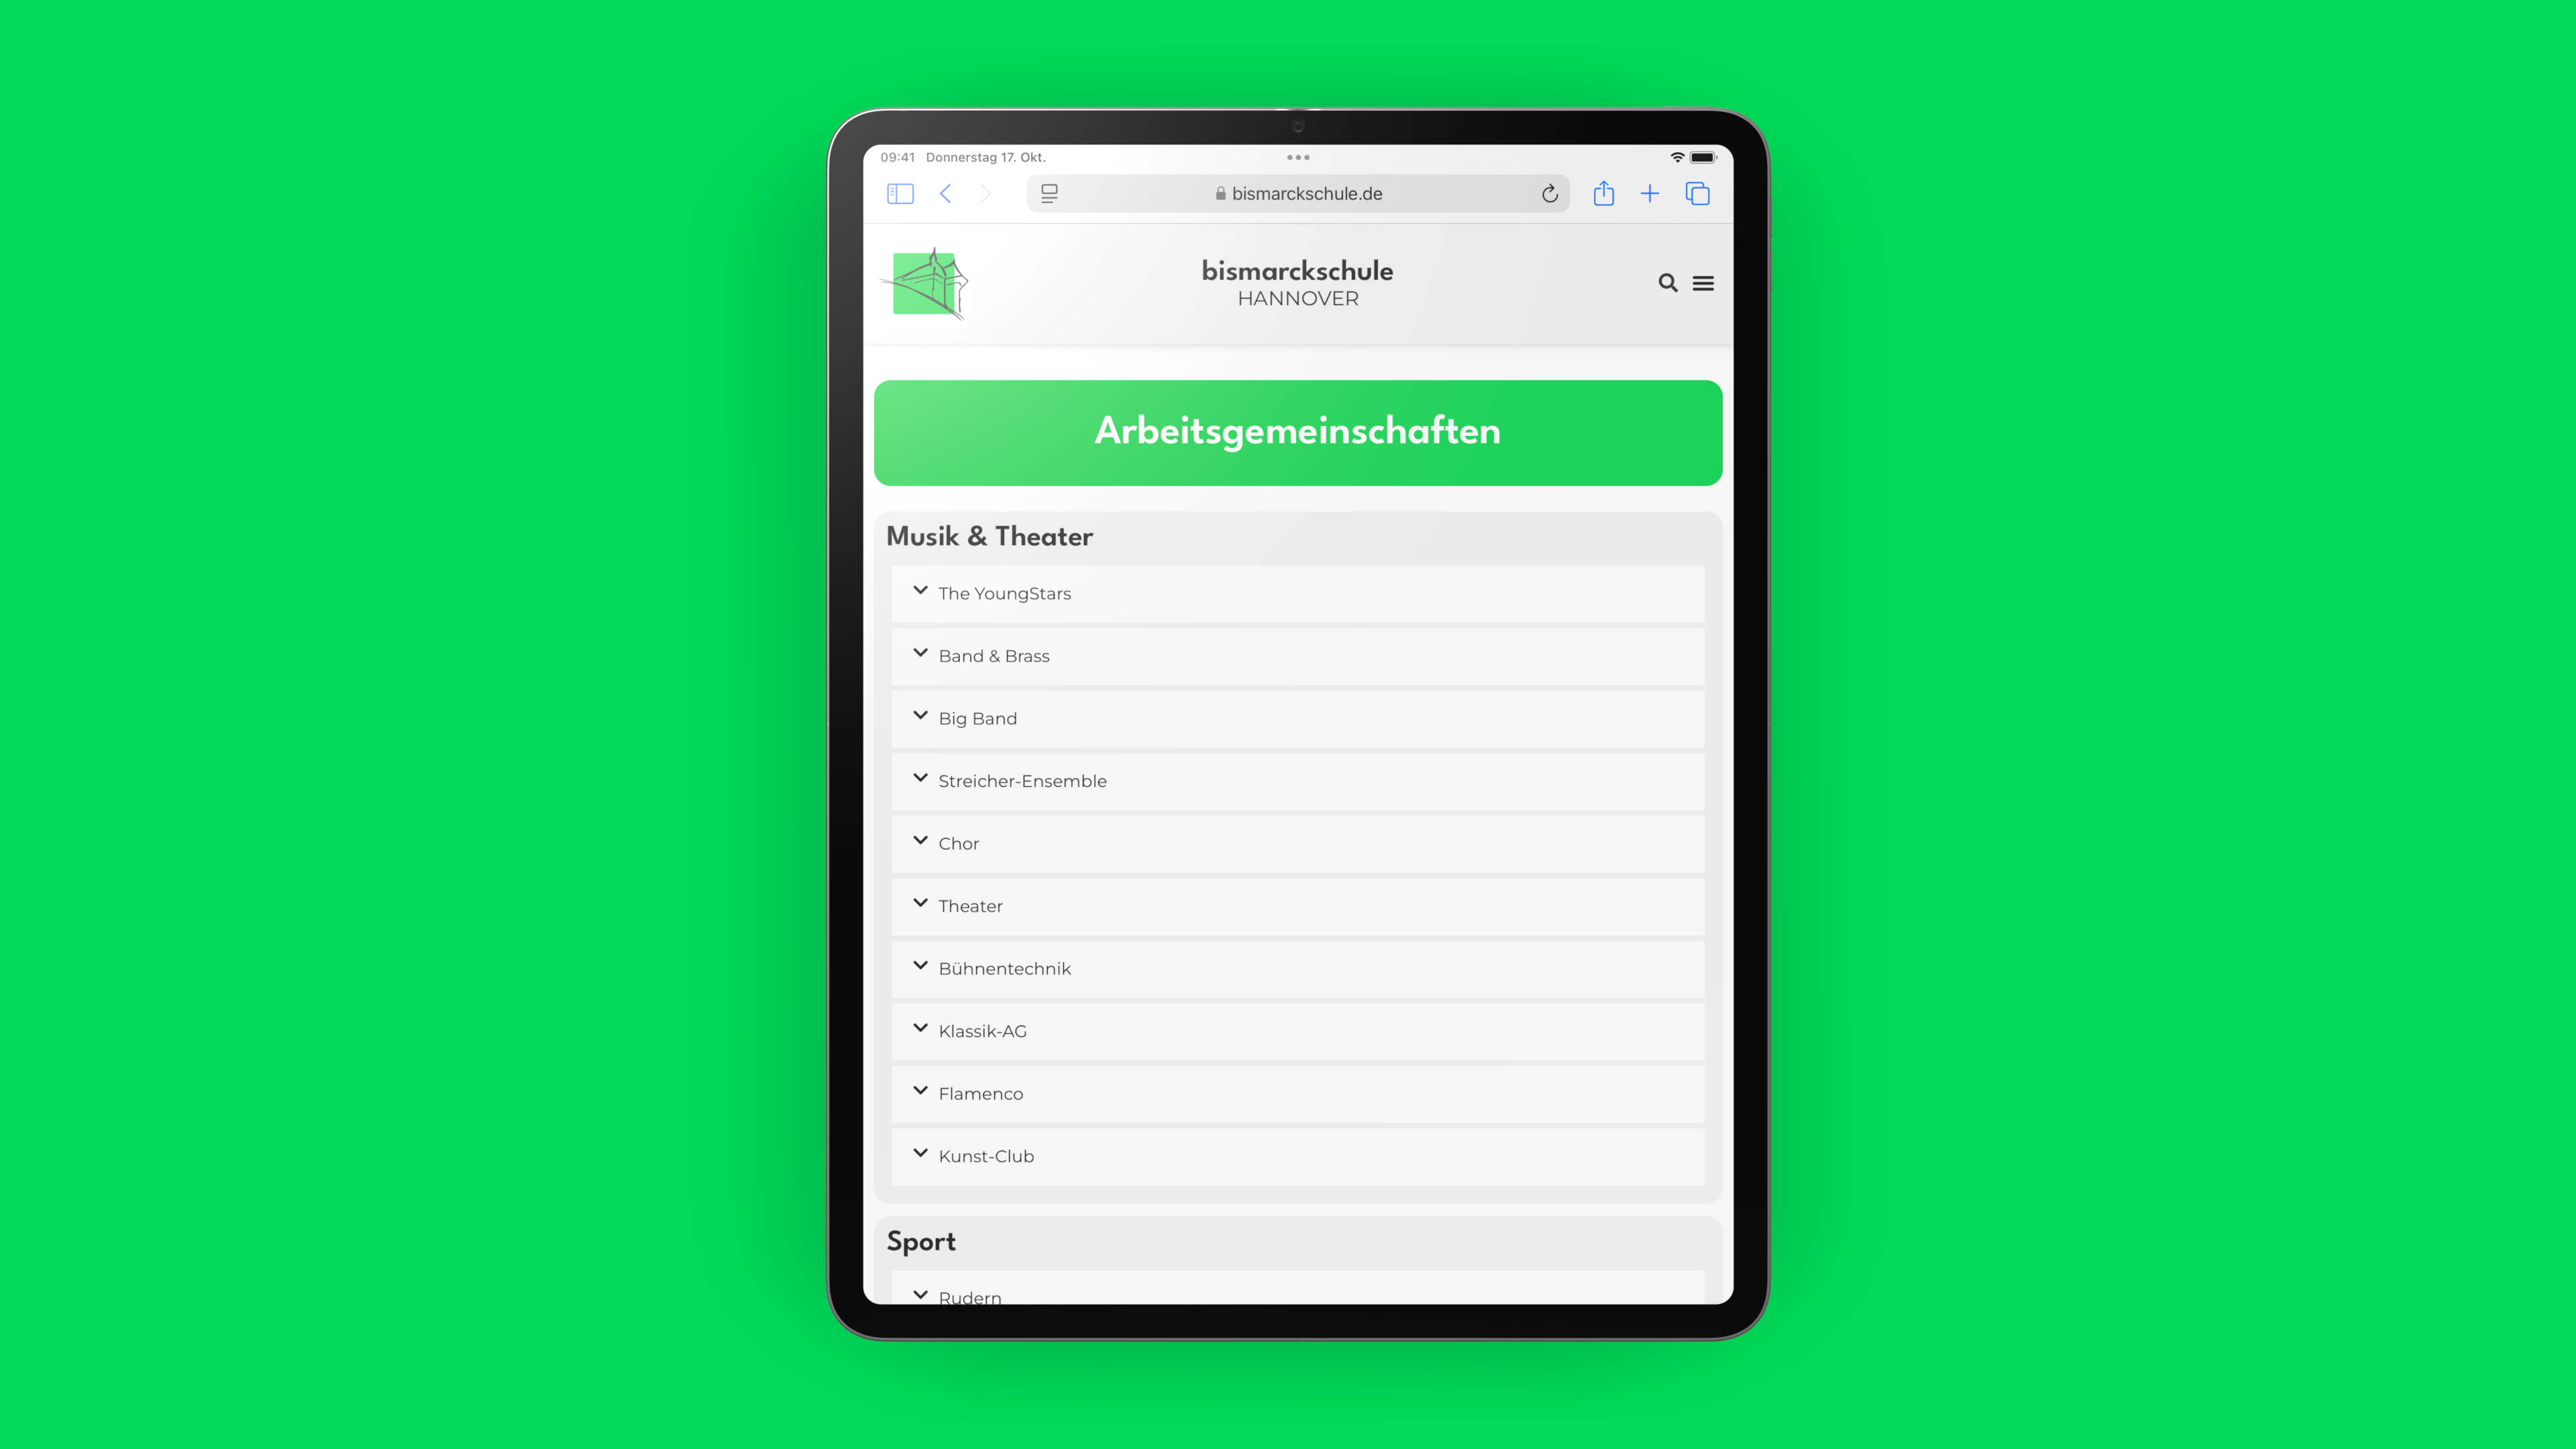 09:41 Donnerstag 17. Okt.
bismarckschule.de
bismarckschule
HANNOVER
Arbeitsgemeinschaften
Musik & Theater
The YoungStars
Band & Brass
Big Band
Streicher-Ensemble
Chor
Theater
Bühnentechnik
Klassik-AG
Flamenco
Kunst-Club
Sport
Rudern